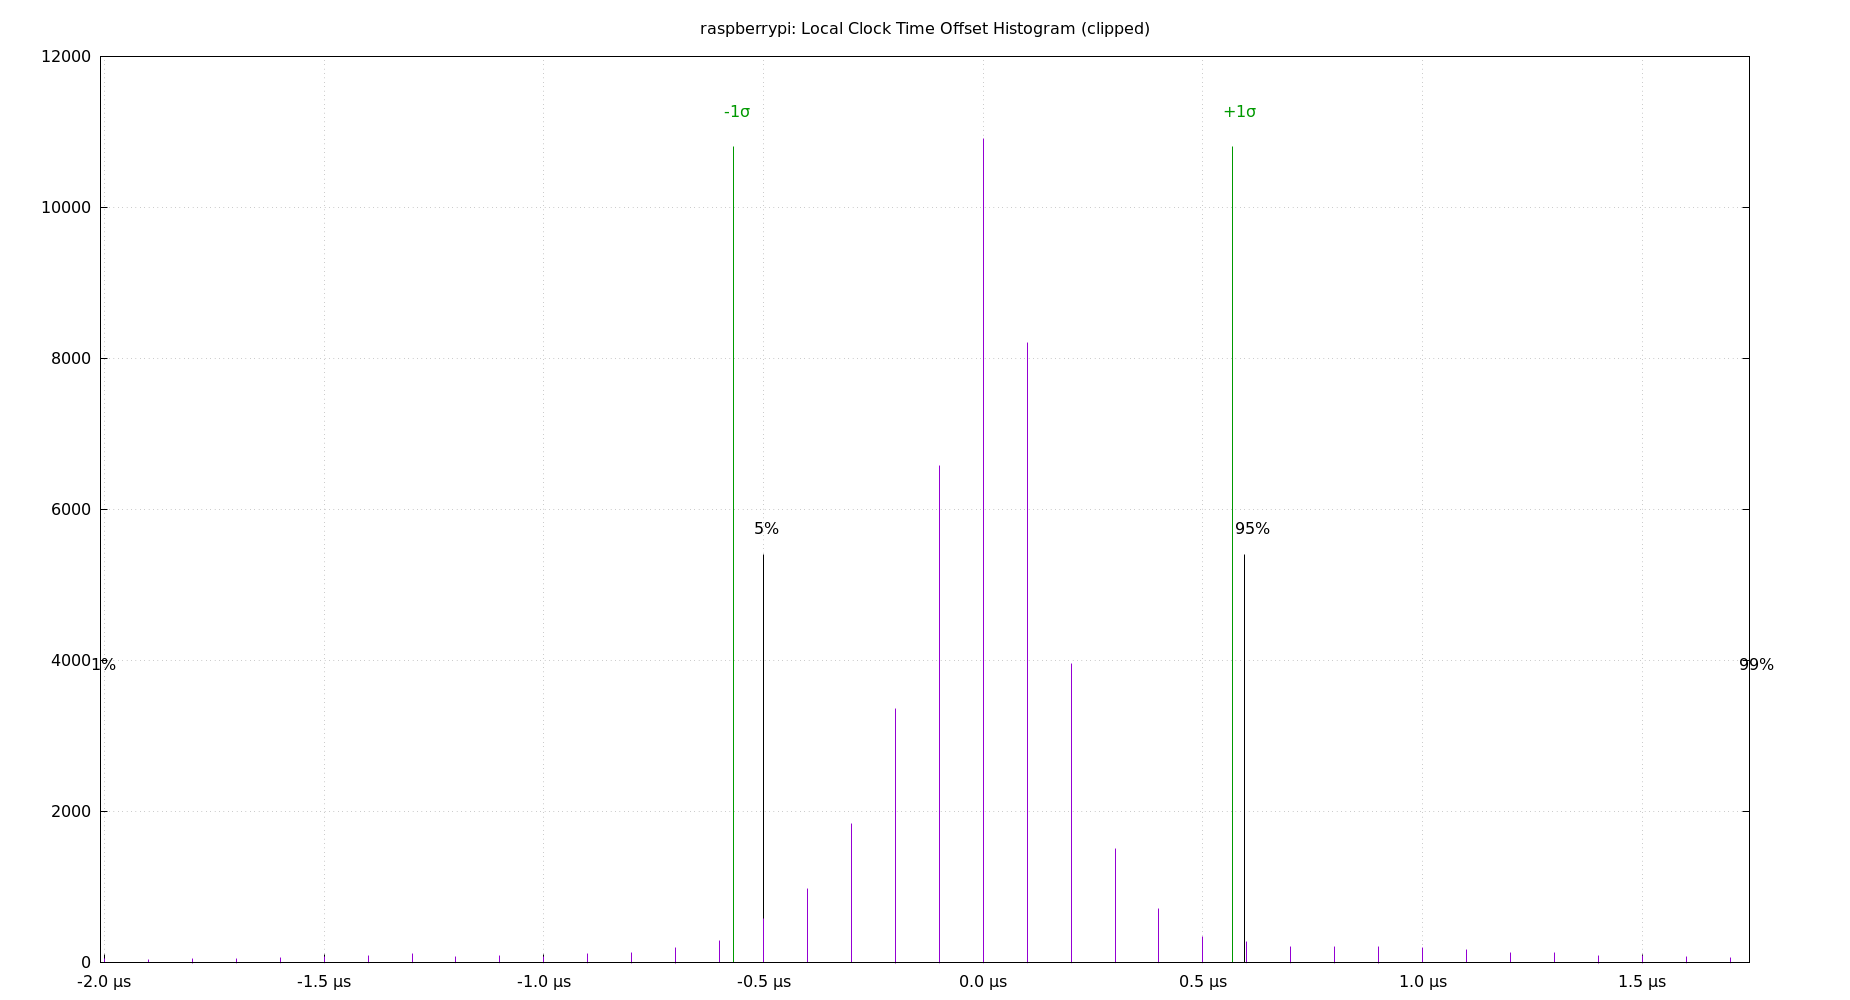 raspberrypi: Local Clock Time Offset Histogram (clipped)
12000
-1σ
+1σ
10000
8000
6000
5%
95%
4000
1%
99%
2000
0
-2.0 µs
-1.5 µs
-1.0 µs
-0.5 µs
0.0 µs
0.5 µs
1.0 µs
1.5 µs